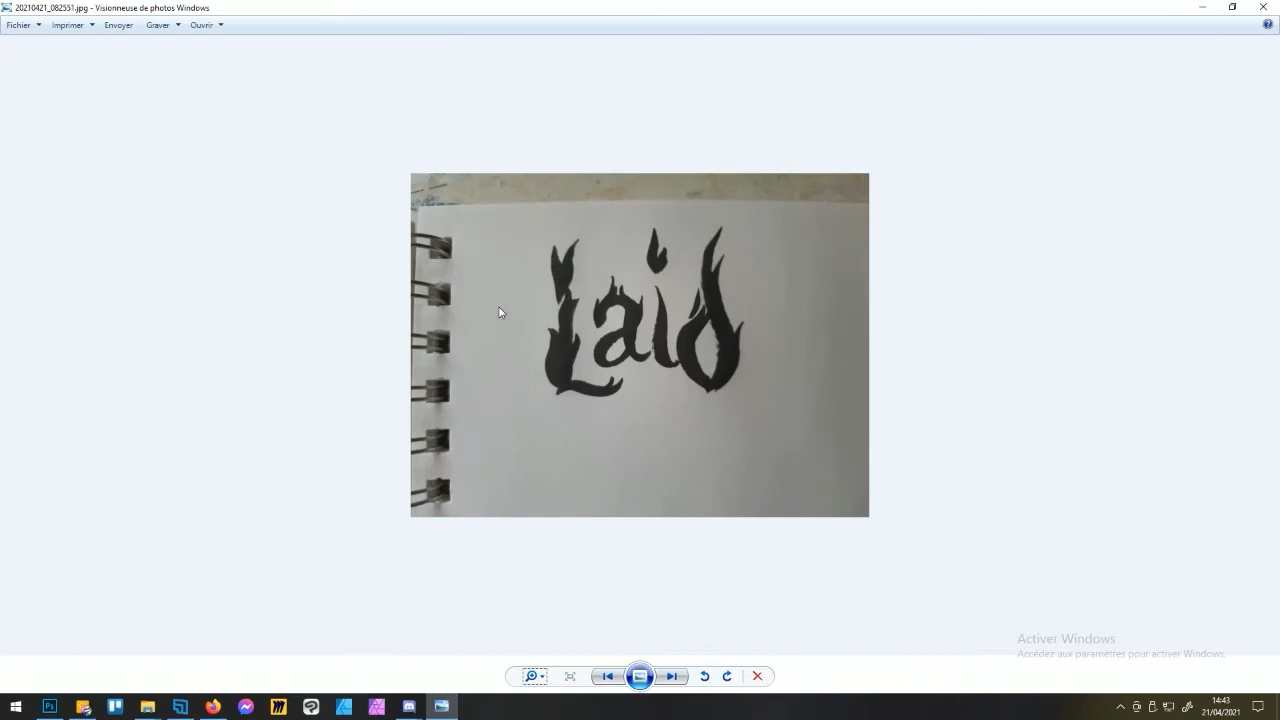 20210421_082551.jpg - Visionneuse de photos Windows
Fichier Imprimer Envoyer Graver Ouvrir
Laid
Activer Windows
Accédez aux paramètres pour activer Windows.
14:43
21/04/2021